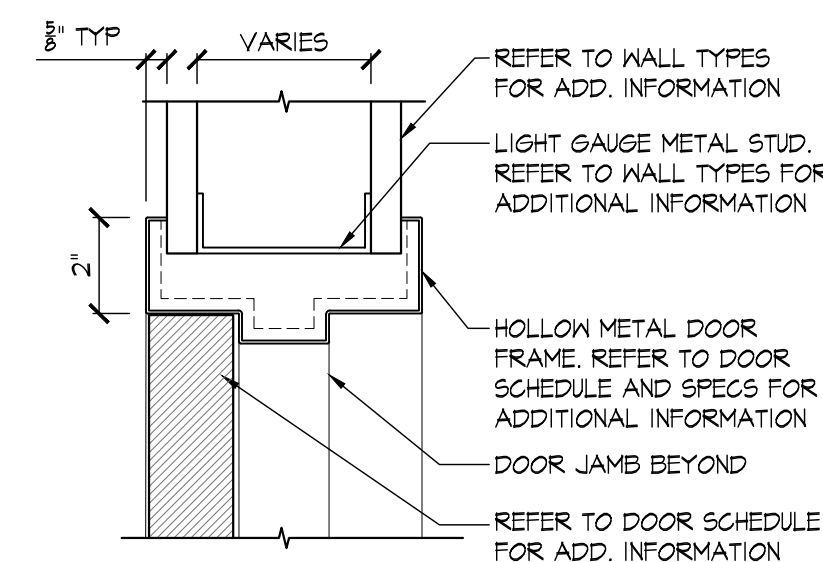 5/8" TYP
VARIES
REFER TO WALL TYPES
FOR ADD. INFORMATION
LIGHT GAUGE METAL STUD.
REFER TO WALL TYPES FOR
ADDITIONAL INFORMATION
2"
HOLLOW METAL DOOR
FRAME. REFER TO DOOR
SCHEDULE AND SPECS FOR
ADDITIONAL INFORMATION
DOOR JAMB BEYOND
REFER TO DOOR SCHEDULE
FOR ADD. INFORMATION